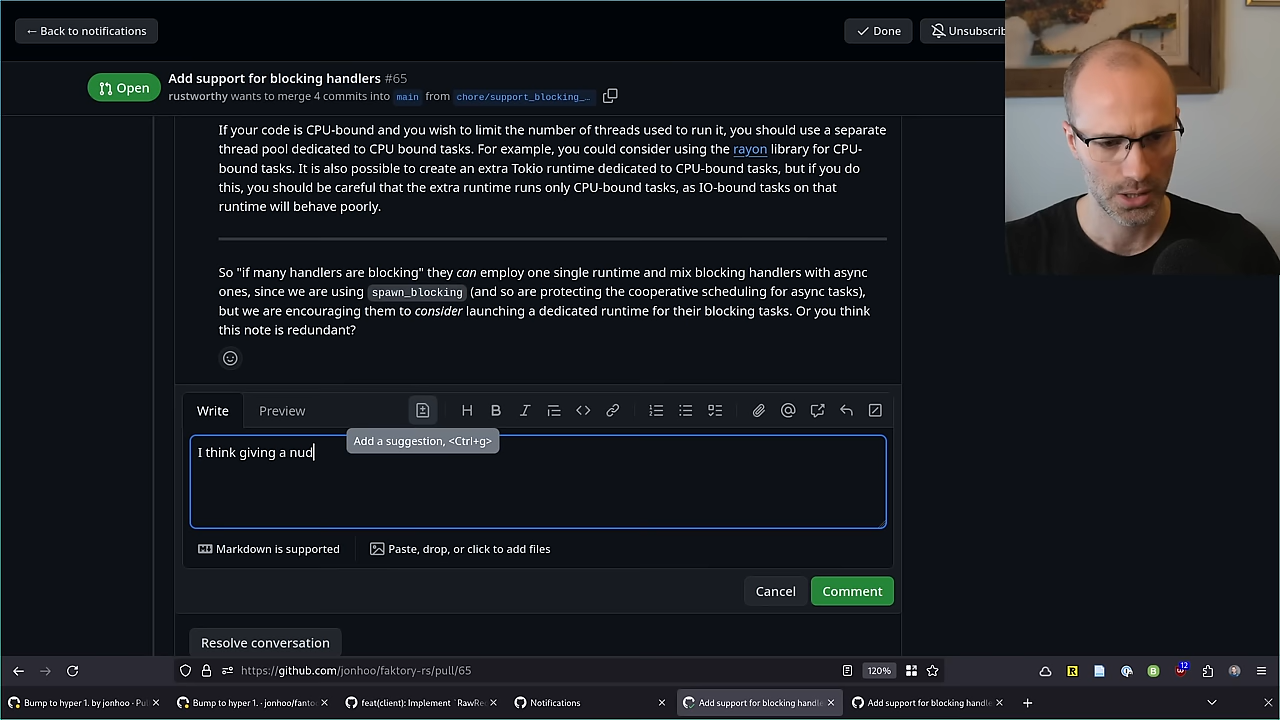 ← Back to notifications
Done
Unsubscrib
Open
Add support for blocking handlers #65
rustworthy wants to merge 4 commits into main from chore/support_blocking_…
If your code is CPU-bound and you wish to limit the number of threads used to run it, you should use a separate
thread pool dedicated to CPU bound tasks. For example, you could consider using the rayon library for CPU-
bound tasks. It is also possible to create an extra Tokio runtime dedicated to CPU-bound tasks, but if you do
this, you should be careful that the extra runtime runs only CPU-bound tasks, as IO-bound tasks on that
runtime will behave poorly.
So "if many handlers are blocking" they can employ one single runtime and mix blocking handlers with async
ones, since we are using spawn_blocking (and so are protecting the cooperative scheduling for async tasks),
but we are encouraging them to consider launching a dedicated runtime for their blocking tasks. Or you think
this note is redundant?
Write
Preview
Add a suggestion, <Ctrl+g>
I think giving a nud
Markdown is supported
Paste, drop, or click to add files
Cancel
Comment
Resolve conversation
https://github.com/jonhoo/faktory-rs/pull/65
120%
12
Bump to hyper 1. by jonhoo · Pu
Bump to hyper 1. · jonhoo/fanto
feat(client): Implement `RawRe
Notifications
Add support for blocking handle
Add support for blocking handle